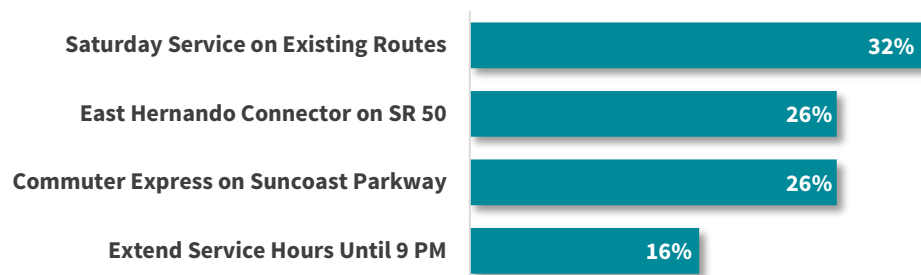 Saturday Service on Existing Routes 32%
East Hernando Connector on SR 50 26%
Commuter Express on Suncoast Parkway 26%
Extend Service Hours Until 9 PM 16%